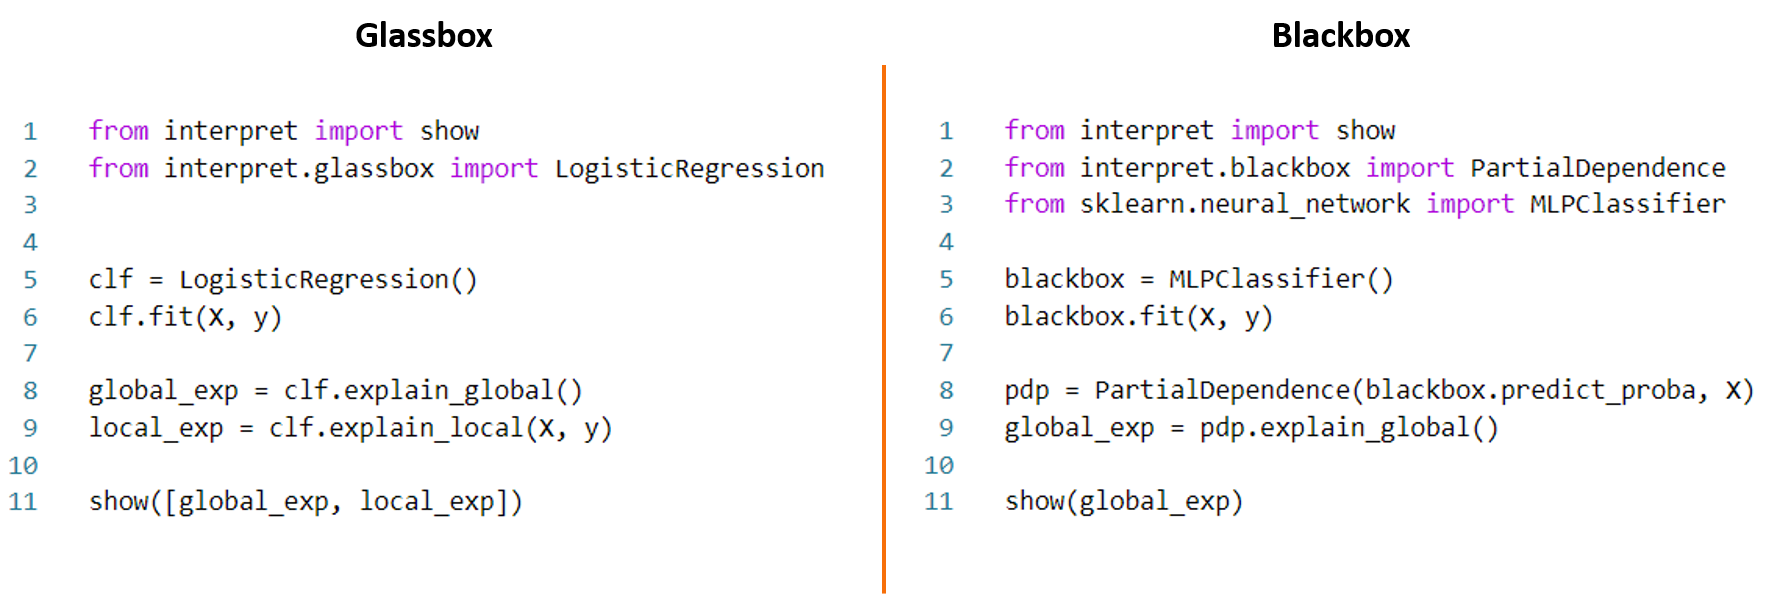 Glassbox
1 from interpret import show
2 from interpret.glassbox import LogisticRegression
3
4
5 clf = LogisticRegression()
6 clf.fit(X, y)
7
8 global_exp = clf.explain_global()
9 local_exp = clf.explain_local(X, y)
10
11 show([global_exp, local_exp])
Blackbox
1 from interpret import show
2 from interpret.blackbox import PartialDependence
3 from sklearn.neural_network import MLPClassifier
4
5 blackbox = MLPClassifier()
6 blackbox.fit(X, y)
7
8 pdp = PartialDependence(blackbox.predict_proba, X)
9 global_exp = pdp.explain_global()
10
11 show(global_exp)